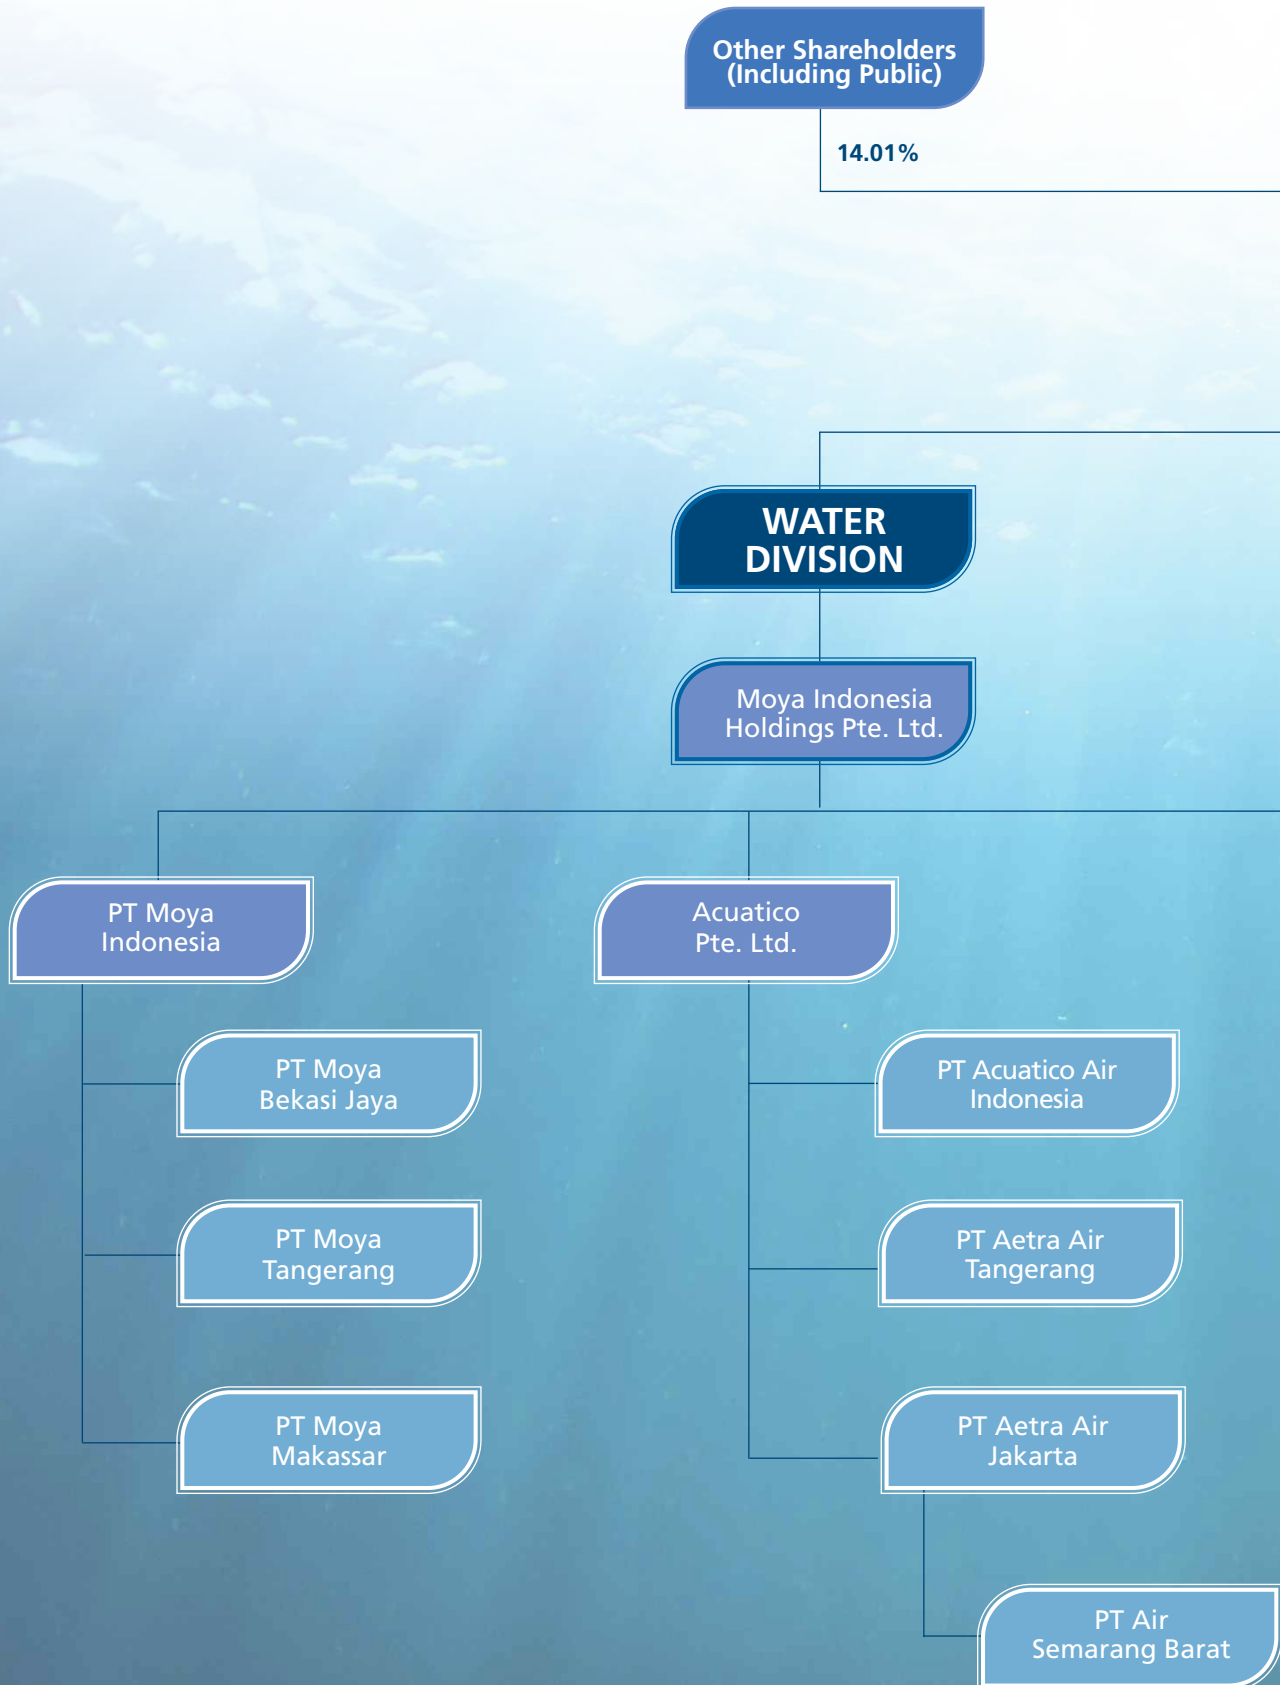 Other Shareholders
(Including Public)
14.01%
WATER
DIVISION
Moya Indonesia
Holdings Pte. Ltd.
PT Moya
Indonesia
Acuatico
Pte. Ltd.
PT Moya
Bekasi Jaya
PT Acuatico Air
Indonesia
PT Moya
Tangerang
PT Aetra Air
Tangerang
PT Moya
Makassar
PT Aetra Air
Jakarta
PT Air
Semarang Barat